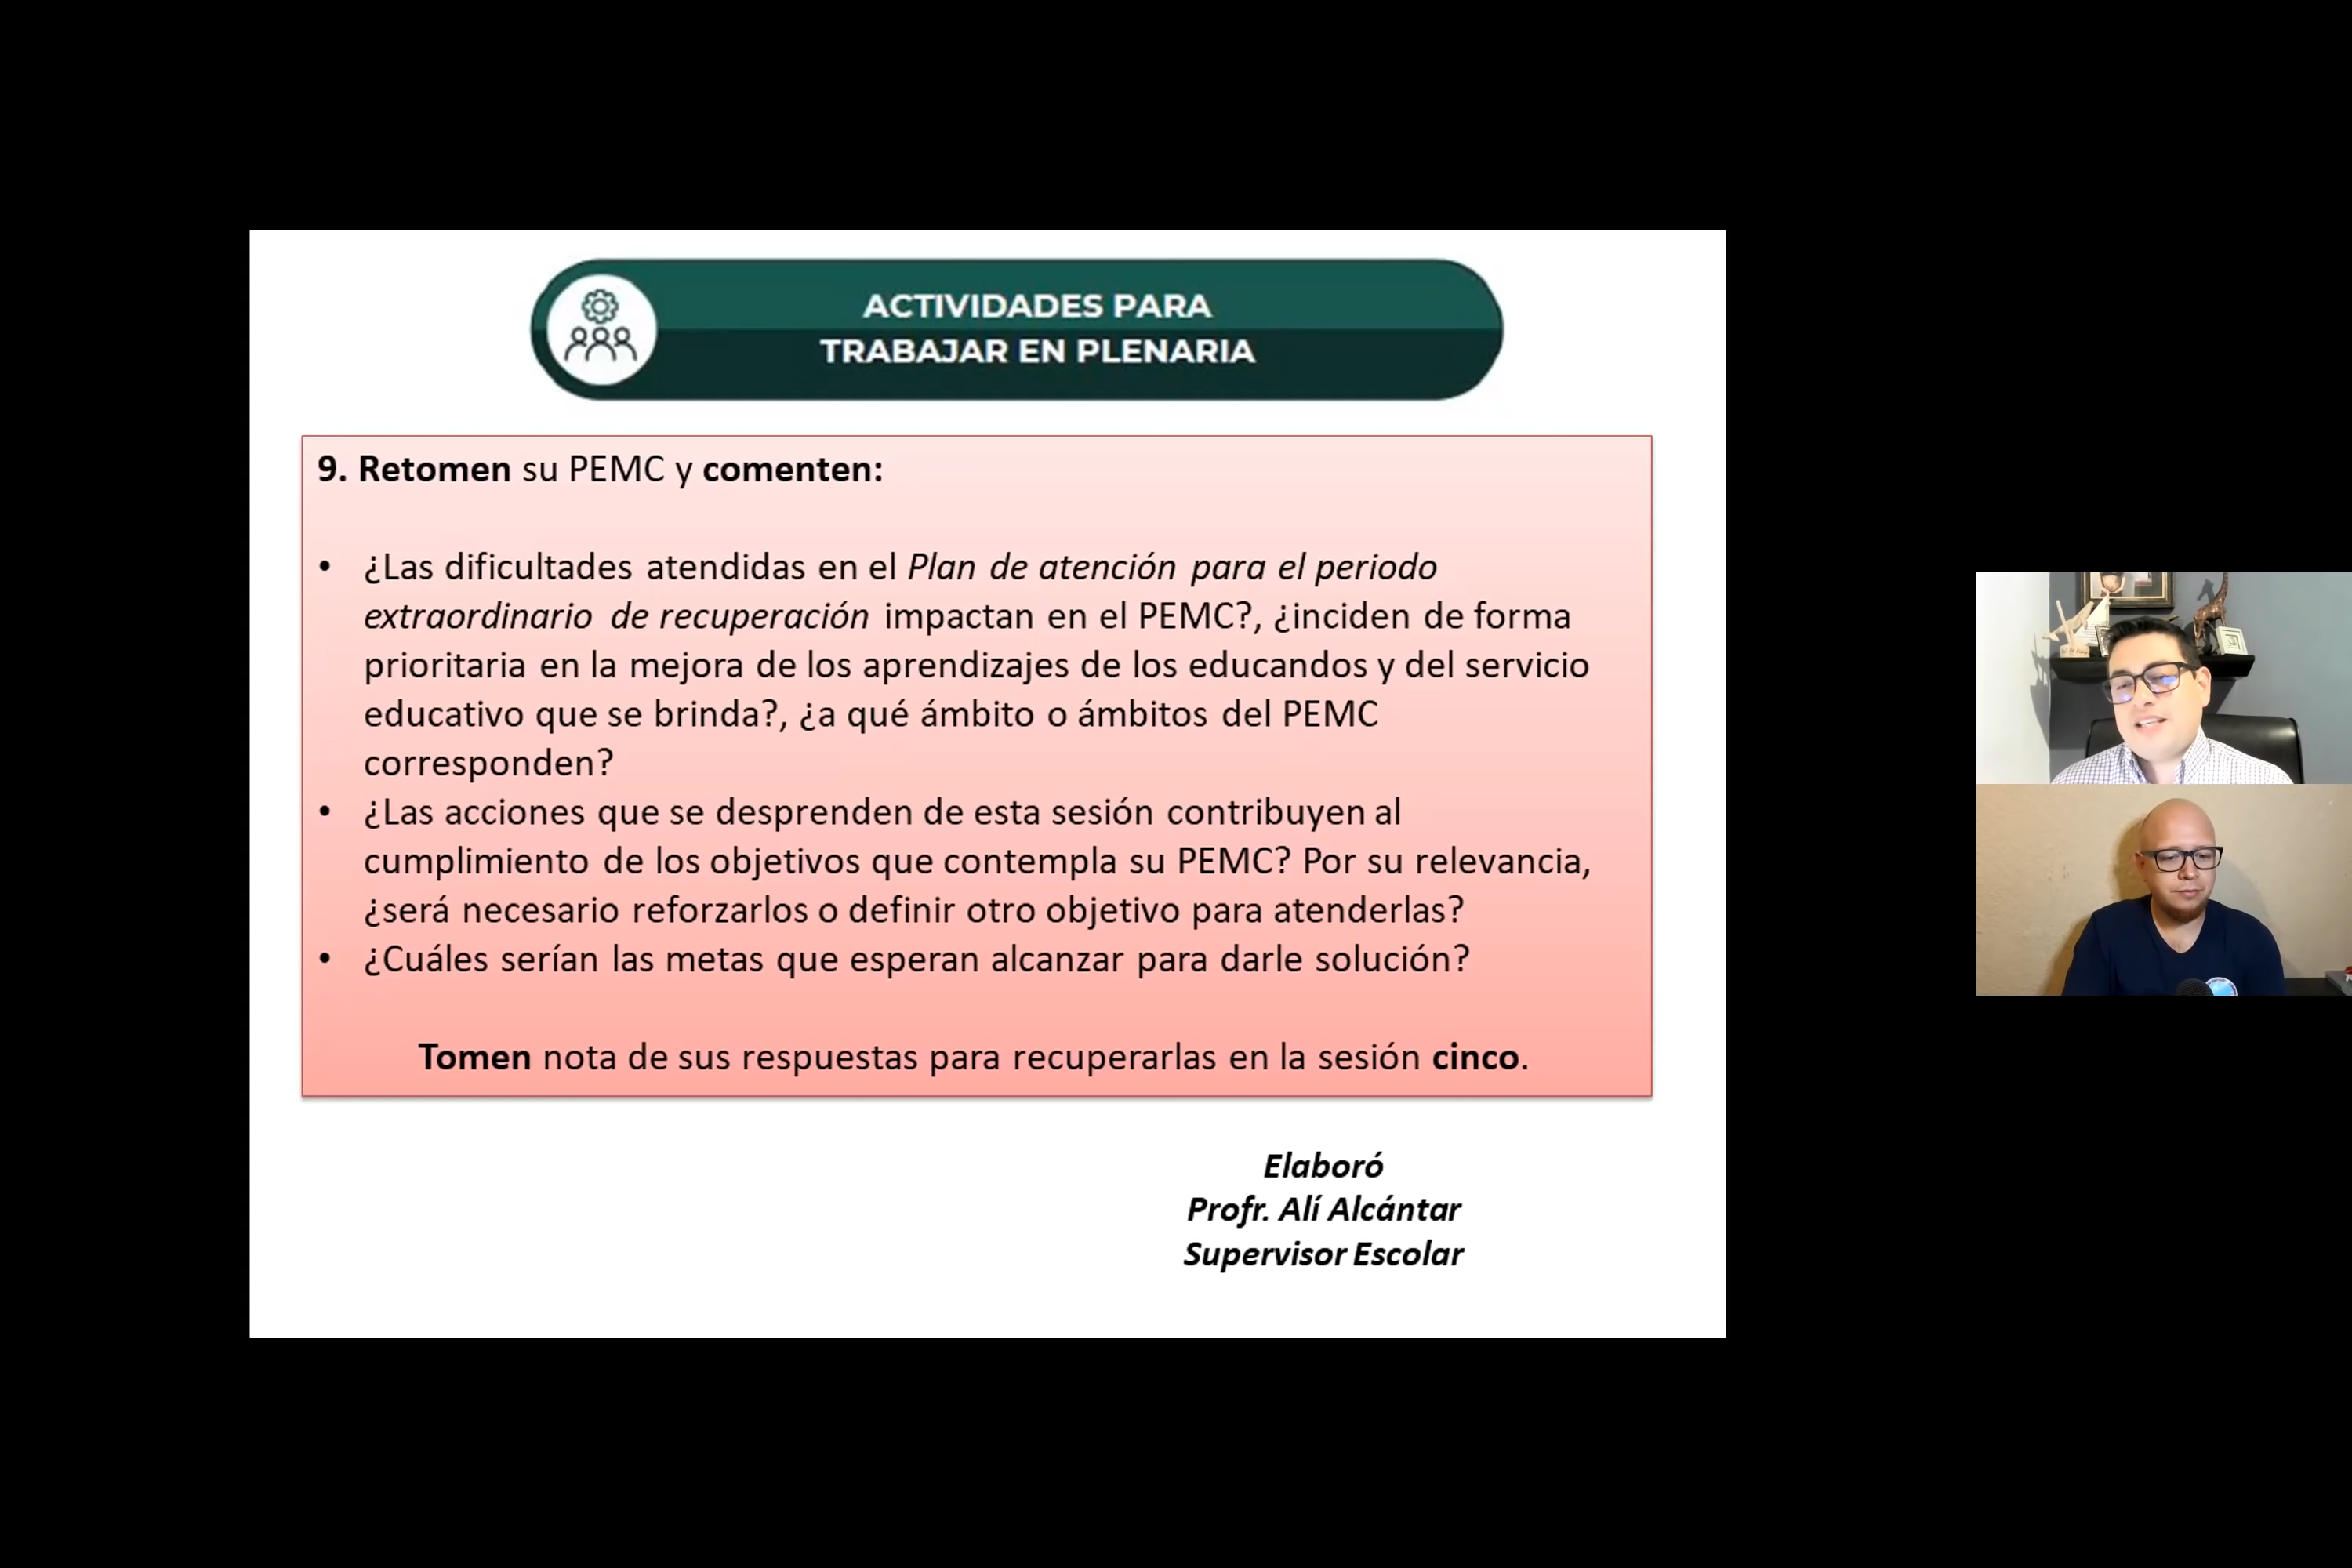 ACTIVIDADES PARA
TRABAJAR EN PLENARIA
9. Retomen su PEMC y comenten:
• ¿Las dificultades atendidas en el Plan de atención para el periodo
extraordinario de recuperación impactan en el PEMC?, ¿inciden de forma
prioritaria en la mejora de los aprendizajes de los educandos y del servicio
educativo que se brinda?, ¿a qué ámbito o ámbitos del PEMC
corresponden?
• ¿Las acciones que se desprenden de esta sesión contribuyen al
cumplimiento de los objetivos que contempla su PEMC? Por su relevancia,
¿será necesario reforzarlos o definir otro objetivo para atenderlas?
• ¿Cuáles serían las metas que esperan alcanzar para darle solución?
Tomen nota de sus respuestas para recuperarlas en la sesión cinco.
Elaboró
Profr. Alí Alcántar
Supervisor Escolar